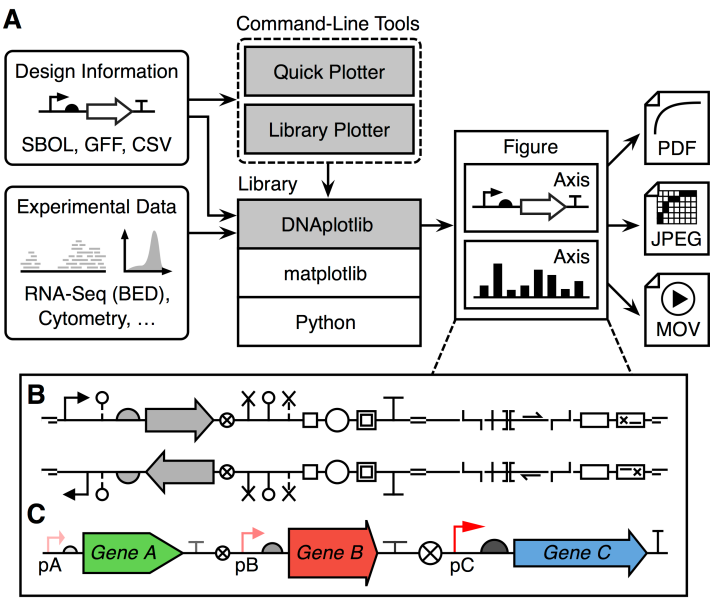 A
Command-Line Tools
Design Information
SBOL, GFF, CSV
Quick Plotter
Library Plotter
Experimental Data
RNA-Seq (BED),
Cytometry, ...
Library
DNAplotlib
matplotlib
Python
Figure
Axis
Axis
PDF
JPEG
MOV
B
C
pA
Gene A
pB
Gene B
pC
Gene C